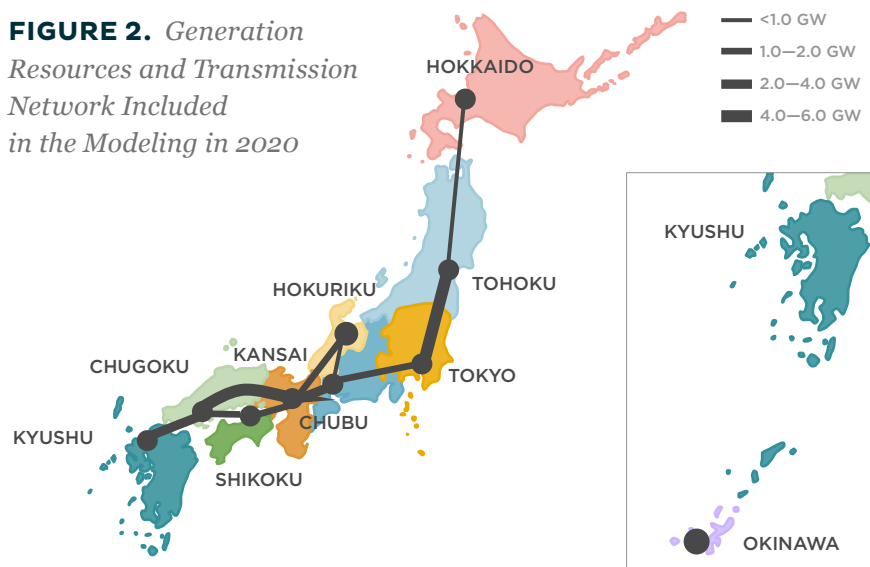 FIGURE 2. Generation
Resources and Transmission
Network Included
in the Modeling in 2020
<1.0 GW
1.0—2.0 GW
2.0—4.0 GW
4.0—6.0 GW
HOKKAIDO
KYUSHU
TOHOKU
HOKURIKU
KANSAI
CHUGOKU
TOKYO
CHUBU
KYUSHU
SHIKOKU
OKINAWA